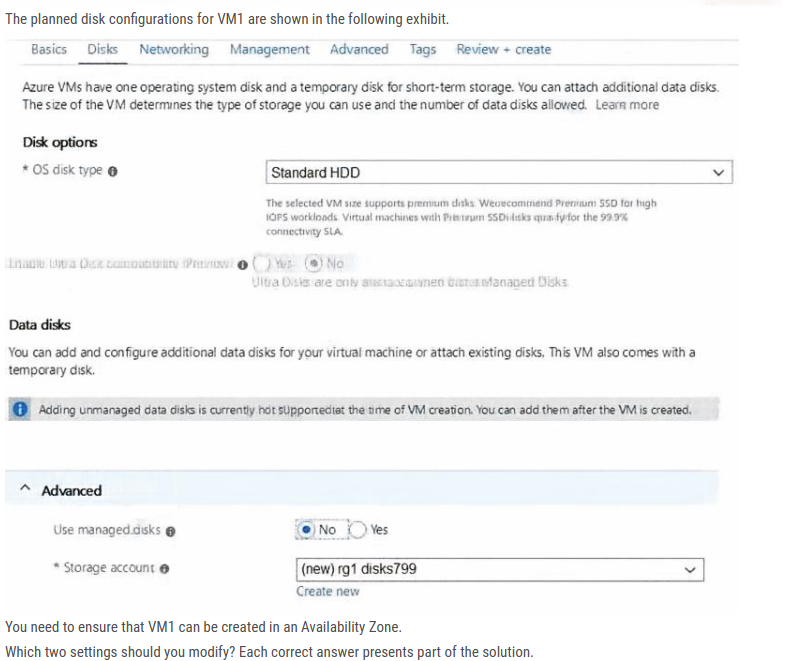 The planned disk configurations for VM1 are shown in the following exhibit.
Basics Disks Networking Management Advanced Tags Review + create
Azure VMs have one operating system disk and a temporary disk for short-term storage. You can attach additional data disks.
The size of the VM determines the type of storage you can use and the number of data disks allowed. Learn more
Disk options
* OS disk type
Standard HDD
The selected VM size supports premium disks. We recommend Premium SSD for high
IOPS workloads. Virtual machines with Premium SSD disks qualify for the 99.9%
connectivity SLA.
Enable Ultra Disk compatibility (Preview) Yes No
Ultra Disks are only Managed Disks
Data disks
You can add and configure additional data disks for your virtual machine or attach existing disks. This VM also comes with a
temporary disk.
Adding unmanaged data disks is currently not supported at the time of VM creation. You can add them after the VM is created.
Advanced
Use managed disks No Yes
* Storage account (new) rg1 disks799
Create new
You need to ensure that VM1 can be created in an Availability Zone.
Which two settings should you modify? Each correct answer presents part of the solution.